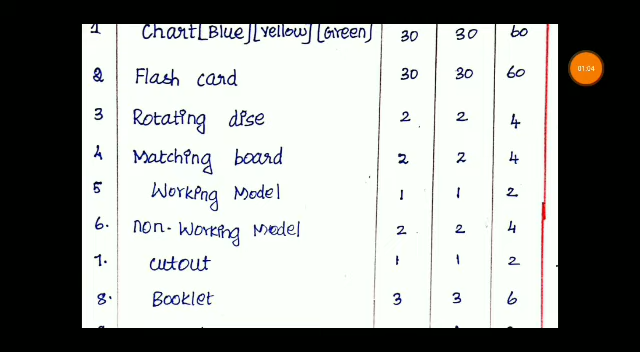 1 Chart[Blue][Yellow][Green] 30 30 60
2 Flash card 30 30 60
3 Rotating disc 2 2 4
4 Matching board 2 2 4
5 Working Model 1 1 2
6. non-Working Model 2 2 4
7. cutout 1 1 2
8. Booklet 3 3 6
01:04